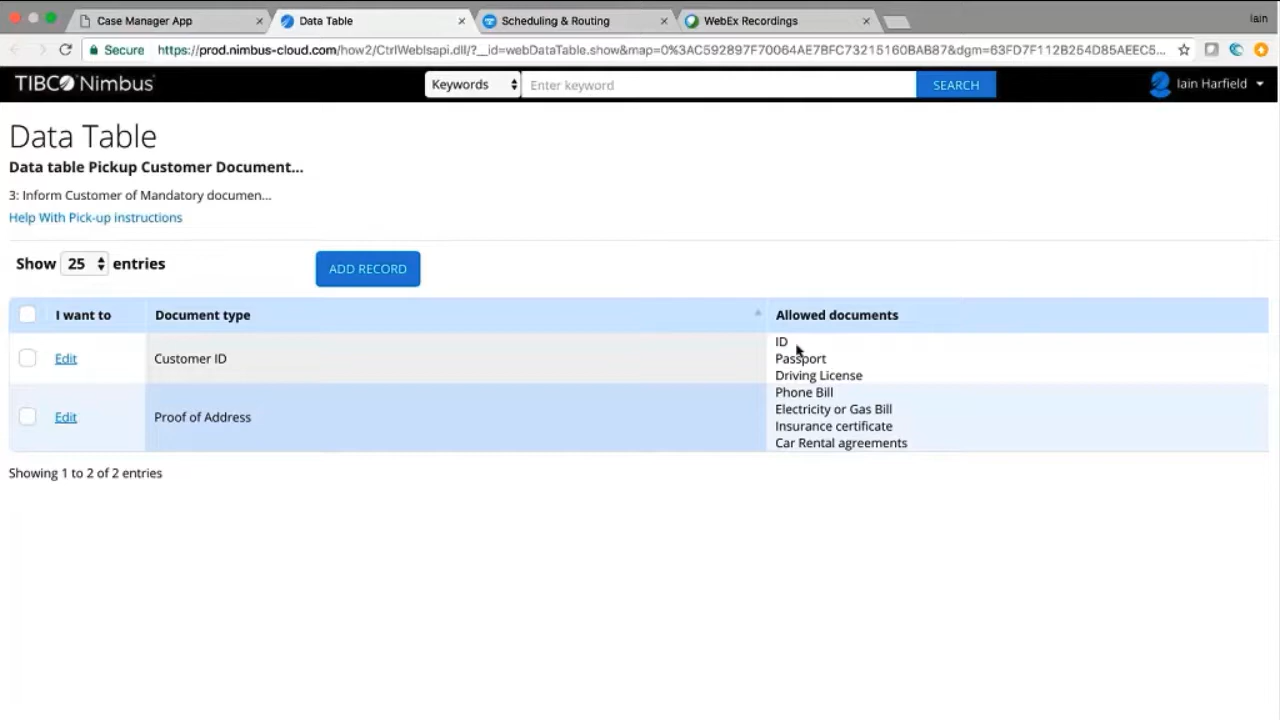 Case Manager App
Data Table
Scheduling & Routing
WebEx Recordings
Iain
Secure
https://prod.nimbus-cloud.com/how2/CtrlWebIsapi.dll/?__id=webDataTable.show&map=0%3AC592897F70064AE7BFC73215160BAB87&dgm=63FD7F112B264D85AEEC5...
TIBCO Nimbus
Keywords
Enter keyword
SEARCH
Iain Harfield
Data Table
Data table Pickup Customer Document...
3: Inform Customer of Mandatory documen...
Help With Pick-up instructions
Show 25 entries
ADD RECORD
I want to
Document type
Allowed documents
Edit
Customer ID
ID
Passport
Driving License
Edit
Proof of Address
Phone Bill
Electricity or Gas Bill
Insurance certificate
Car Rental agreements
Showing 1 to 2 of 2 entries